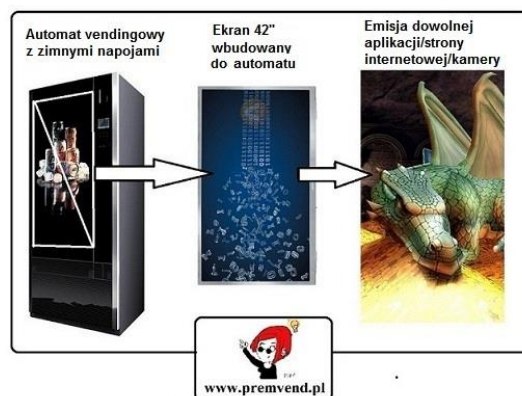 Automat vendingowy
z zimnymi napojami
Ekran 42"
wbudowany
do automatu
Emisja dowolnej
aplikacji/strony
internetowej/kamery
www.premvend.pl